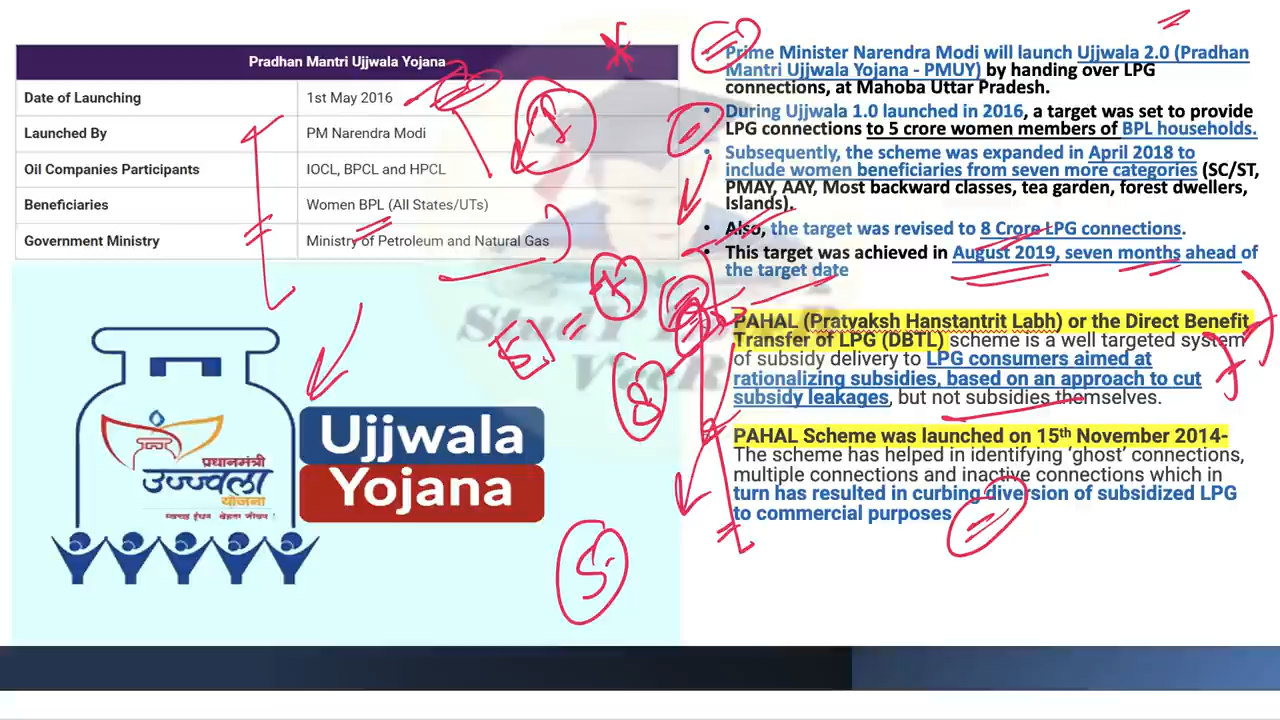 Pradhan Mantri Ujjwala Yojana
Date of Launching 1st May 2016
Launched By PM Narendra Modi
Oil Companies Participants IOCL, BPCL and HPCL
Beneficiaries Women BPL (All States/UTs)
Government Ministry Ministry of Petroleum and Natural Gas
प्रधानमंत्री
उज्ज्वला
योजना
स्वच्छ ईंधन बेहतर जीवन
Ujjwala
Yojana
• Prime Minister Narendra Modi will launch Ujjwala 2.0 (Pradhan
Mantri Ujjwala Yojana - PMUY) by handing over LPG
connections, at Mahoba Uttar Pradesh.
• During Ujjwala 1.0 launched in 2016, a target was set to provide
LPG connections to 5 crore women members of BPL households.
• Subsequently, the scheme was expanded in April 2018 to
include women beneficiaries from seven more categories (SC/ST,
PMAY, AAY, Most backward classes, tea garden, forest dwellers,
Islands).
• Also, the target was revised to 8 Crore LPG connections.
• This target was achieved in August 2019, seven months ahead of
the target date
PAHAL (Pratyaksh Hanstantrit Labh) or the Direct Benefit
Transfer of LPG (DBTL) scheme is a well targeted system
of subsidy delivery to LPG consumers aimed at
rationalizing subsidies, based on an approach to cut
subsidy leakages, but not subsidies themselves.
PAHAL Scheme was launched on 15th November 2014-
The scheme has helped in identifying ‘ghost’ connections,
multiple connections and inactive connections which in
turn has resulted in curbing diversion of subsidized LPG
to commercial purposes
8
5